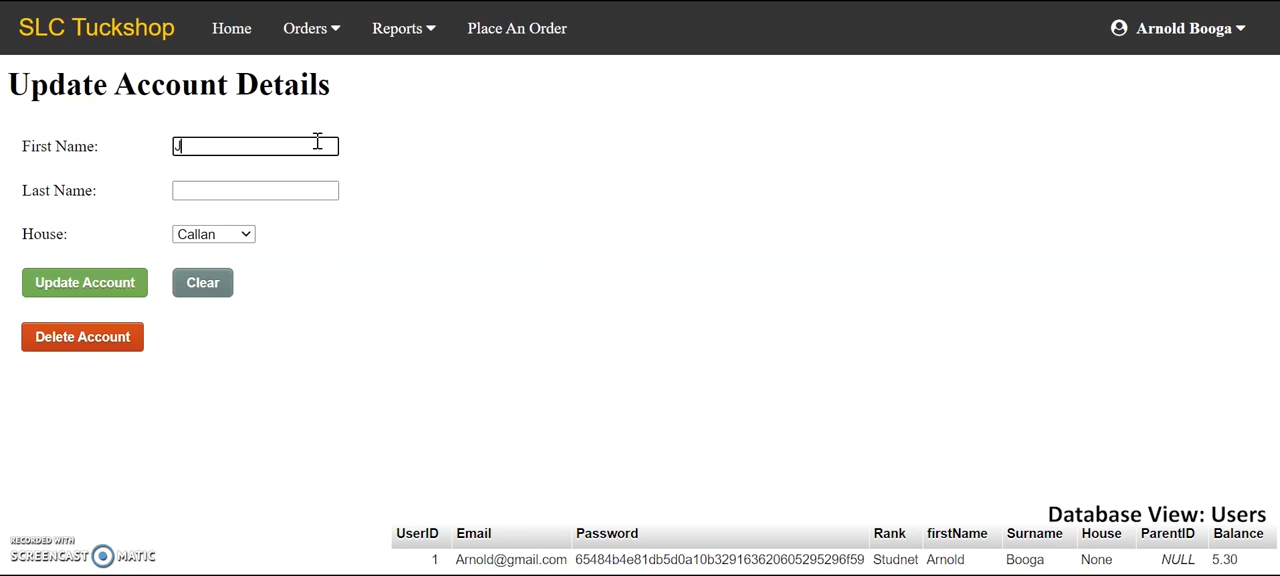 SLC Tuckshop Home Orders Reports Place An Order Arnold Booga
Update Account Details
First Name: J
Last Name:
House: Callan
Update Account Clear
Delete Account
Database View: Users
UserID Email Password Rank firstName Surname House ParentID Balance
1 Arnold@gmail.com 65484b4e81db5d0a10b329163620605295296f59 Studnet Arnold Booga None NULL 5.30
RECORDED WITH
SCREENCAST MATIC